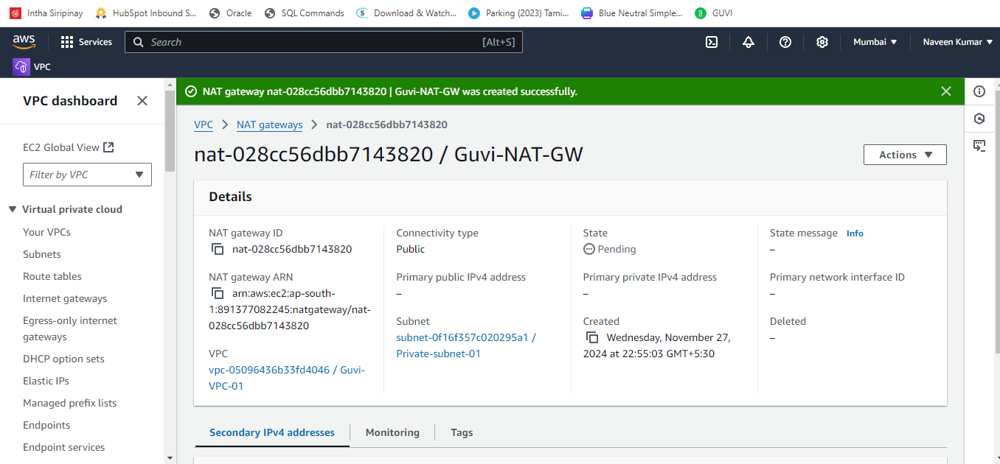 Intha Siripinay
HubSpot Inbound S...
Oracle
SQL Commands
Download & Watch...
Parking (2023) Tami...
Blue Neutral Simple...
GUVI
aws
Services
Search
[Alt+S]
Mumbai
Naveen Kumar
VPC
VPC dashboard
EC2 Global View
Filter by VPC
Virtual private cloud
Your VPCs
Subnets
Route tables
Internet gateways
Egress-only internet
gateways
DHCP option sets
Elastic IPs
Managed prefix lists
Endpoints
Endpoint services
NAT gateway nat-028cc56dbb7143820 | Guvi-NAT-GW was created successfully.
VPC
NAT gateways
nat-028cc56dbb7143820
nat-028cc56dbb7143820 / Guvi-NAT-GW
Actions
Details
NAT gateway ID
nat-028cc56dbb7143820
NAT gateway ARN
arn:aws:ec2:ap-south-
1:891377082245:natgateway/nat-
028cc56dbb7143820
VPC
vpc-05096436b33fd4046 / Guvi-
VPC-01
Connectivity type
Public
Primary public IPv4 address
–
Subnet
subnet-0f16f357c020295a1 /
Private-subnet-01
State
Pending
Primary private IPv4 address
–
Created
Wednesday, November 27,
2024 at 22:55:03 GMT+5:30
State message Info
–
Primary network interface ID
–
Deleted
–
Secondary IPv4 addresses
Monitoring
Tags